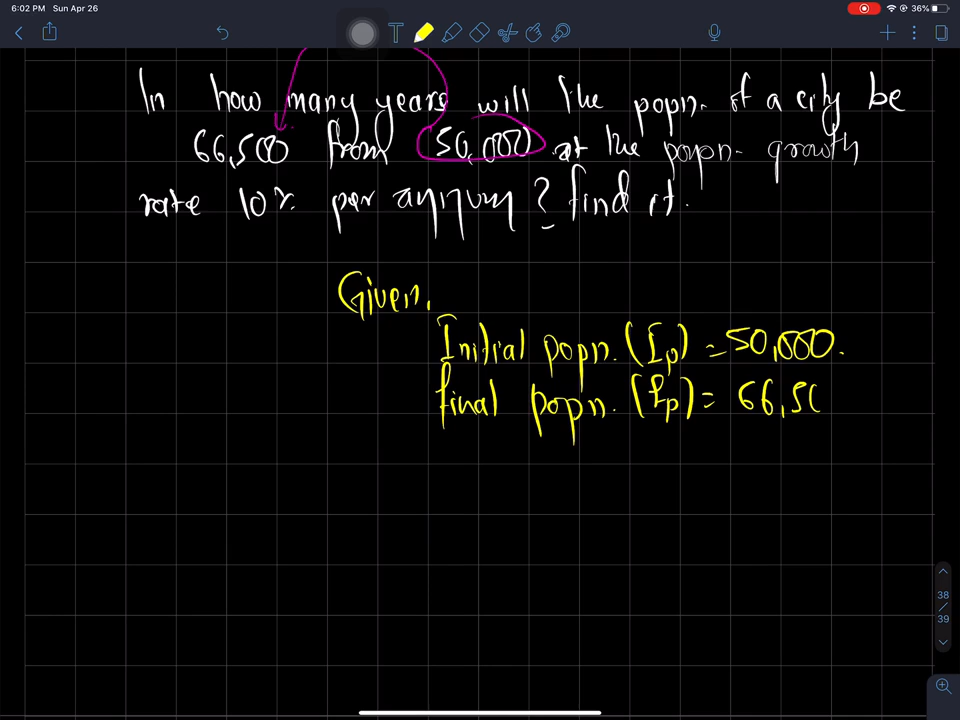 6:02 PM Sun Apr 26
36%
In how many years will the popn. of a city be
66,500 from 50,000 at the popn. growth
rate 10% per annum? find it.
Given,
Initial popn. (Ip) = 50,000.
final popn. (fp) = 66,50
38
/
39